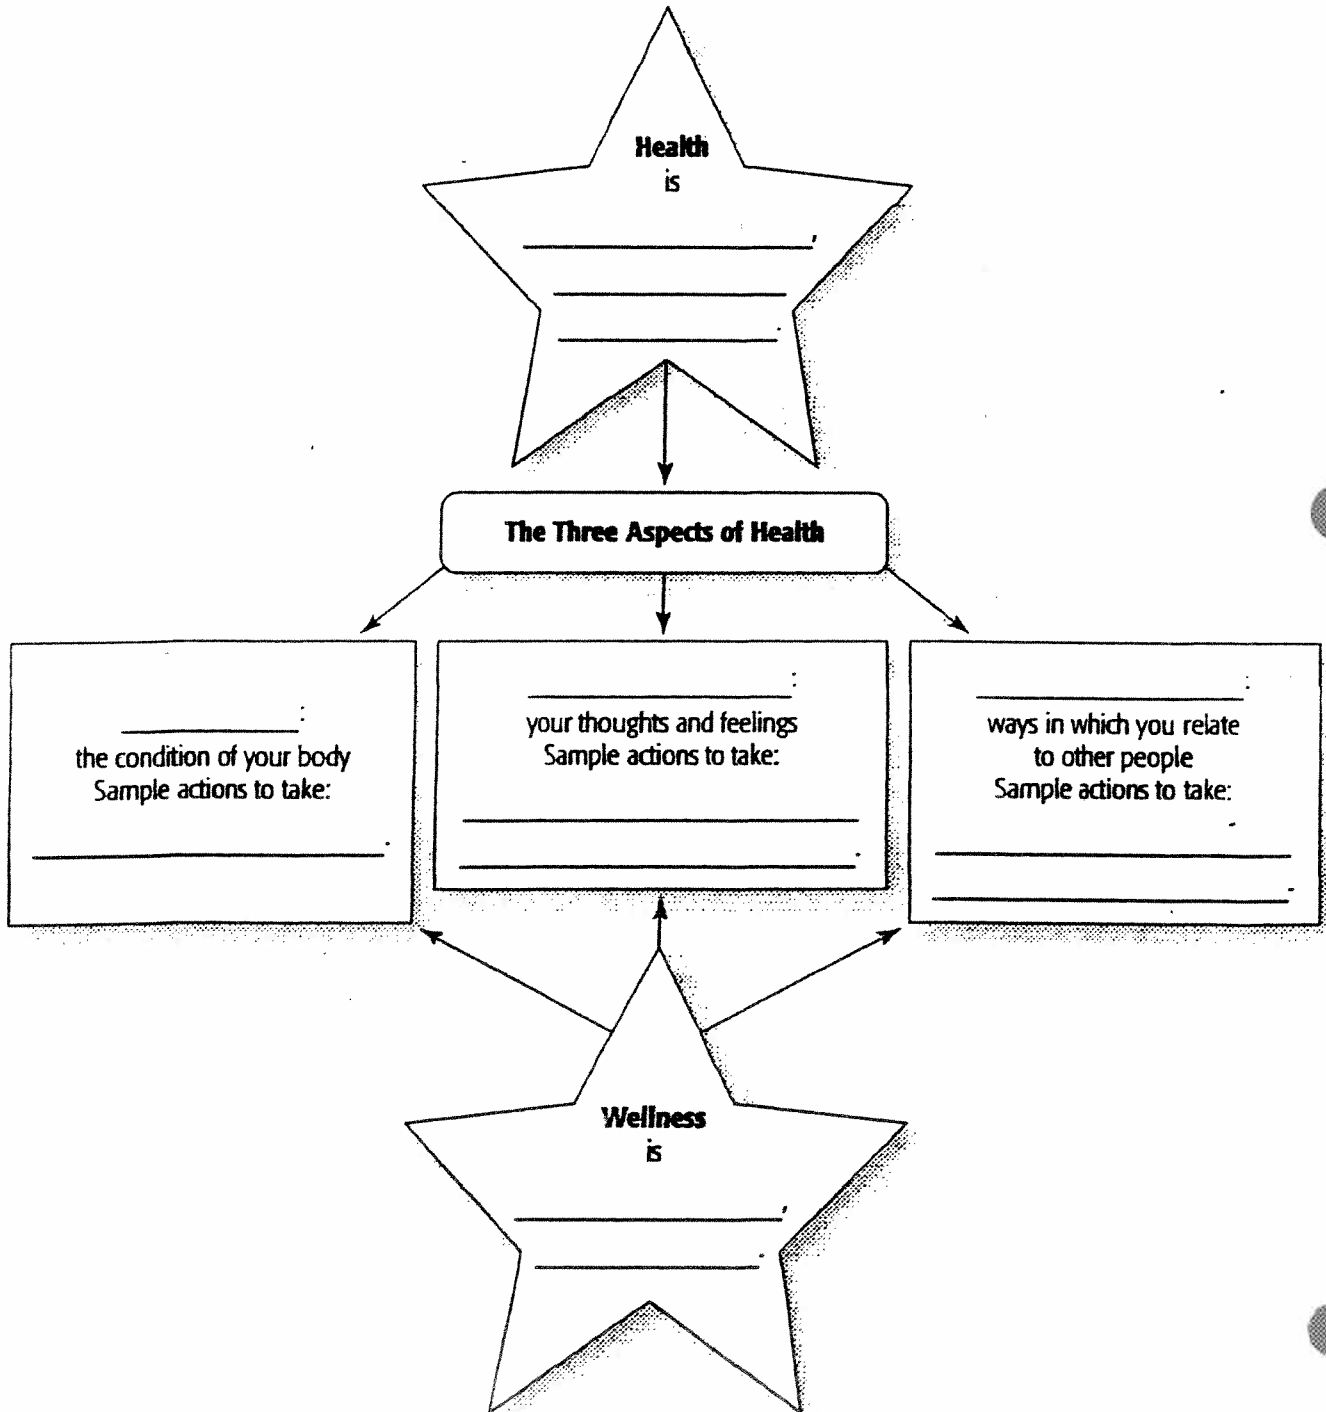 Health
is
,
.
The Three Aspects of Health
:
the condition of your body
Sample actions to take:
.
:
your thoughts and feelings
Sample actions to take:
.
:
ways in which you relate
to other people
Sample actions to take:
.
Wellness
is
,
.